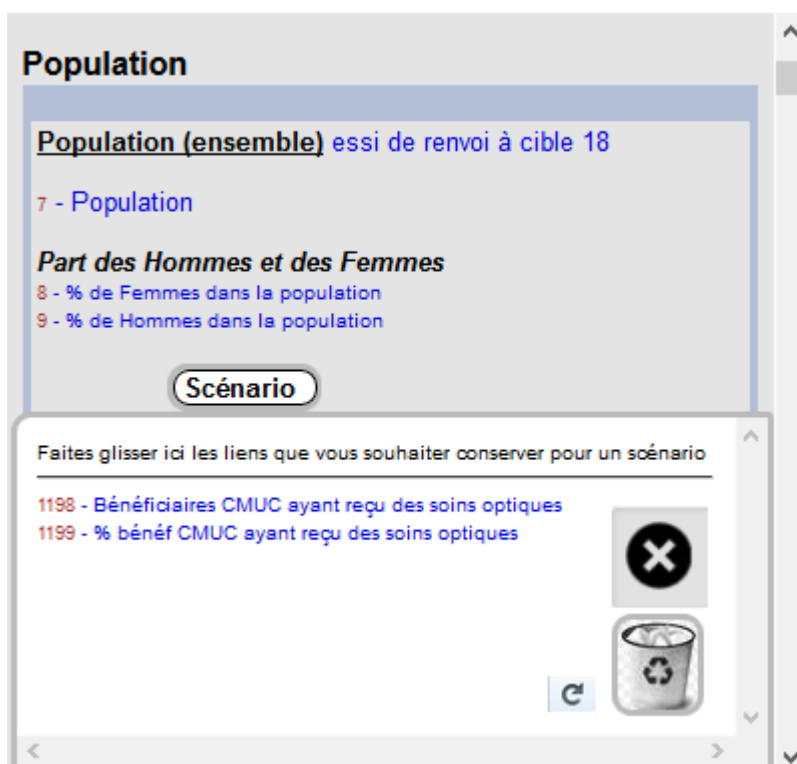 Population
Population (ensemble) essi de renvoi à cible 18
7 - Population
Part des Hommes et des Femmes
8 - % de Femmes dans la population
9 - % de Hommes dans la population
Scénario
Faites glisser ici les liens que vous souhaiter conserver pour un scénario
1198 - Bénéficiaires CMUC ayant reçu des soins optiques
1199 - % bénéf CMUC ayant reçu des soins optiques